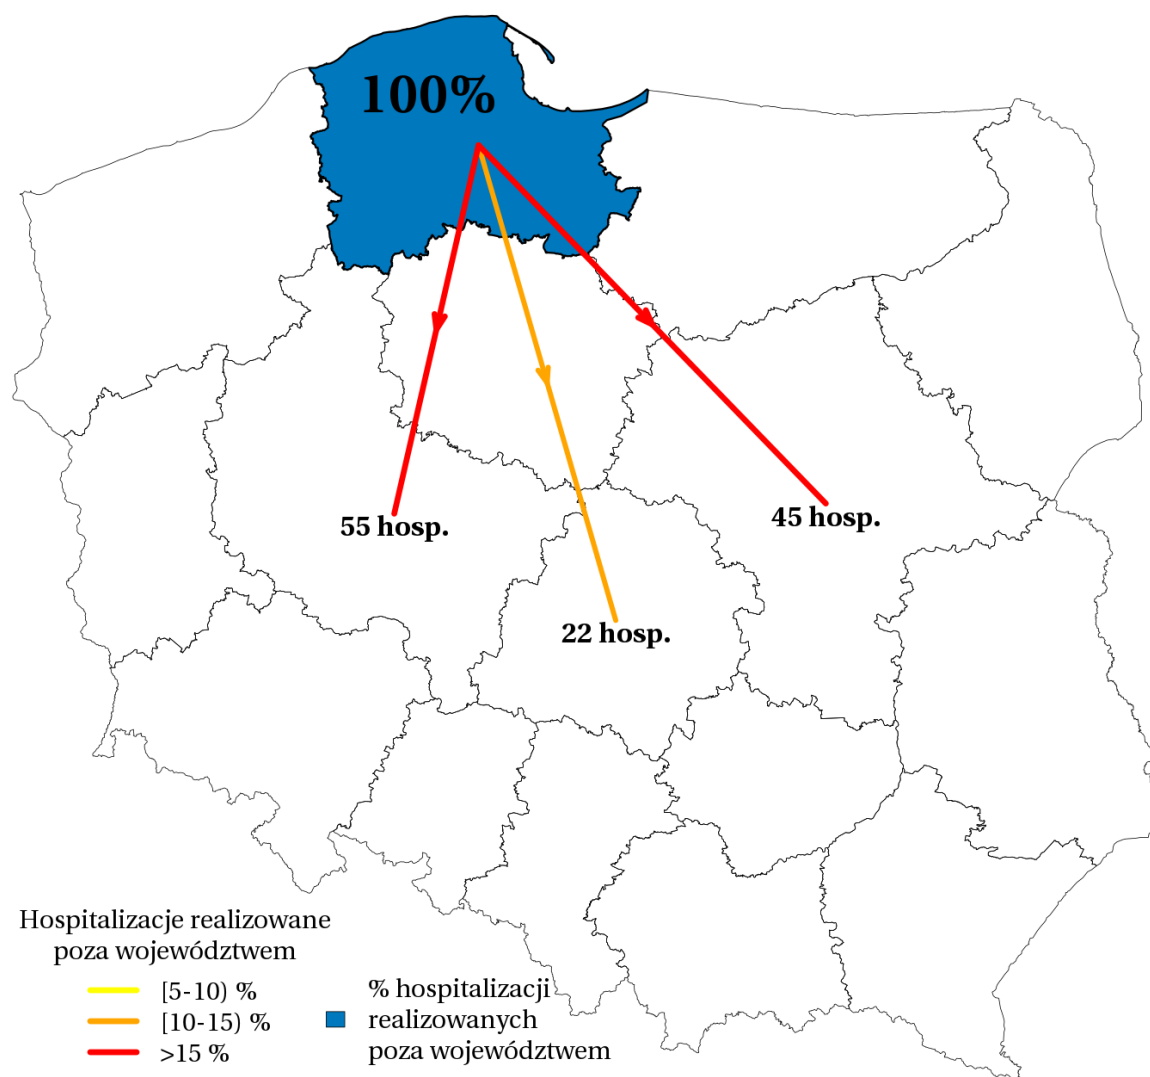 100%
55 hosp.
45 hosp.
22 hosp.
Hospitalizacje realizowane
poza województwem
[5-10) %
[10-15) %
>15 %
% hospitalizacji
realizowanych
poza województwem